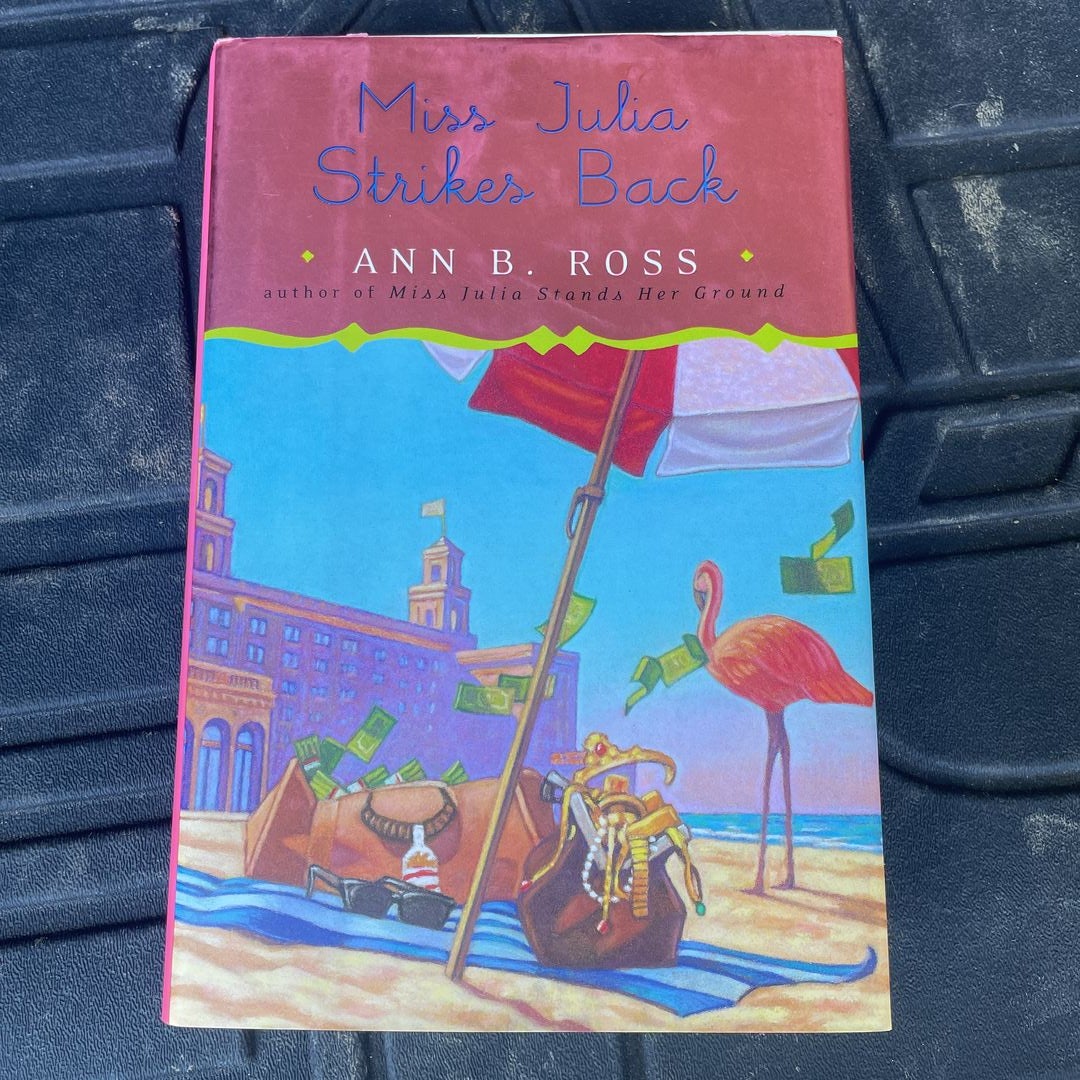 Miss Julia
Strikes Back
ANN B. ROSS
author of Miss Julia Stands Her Ground